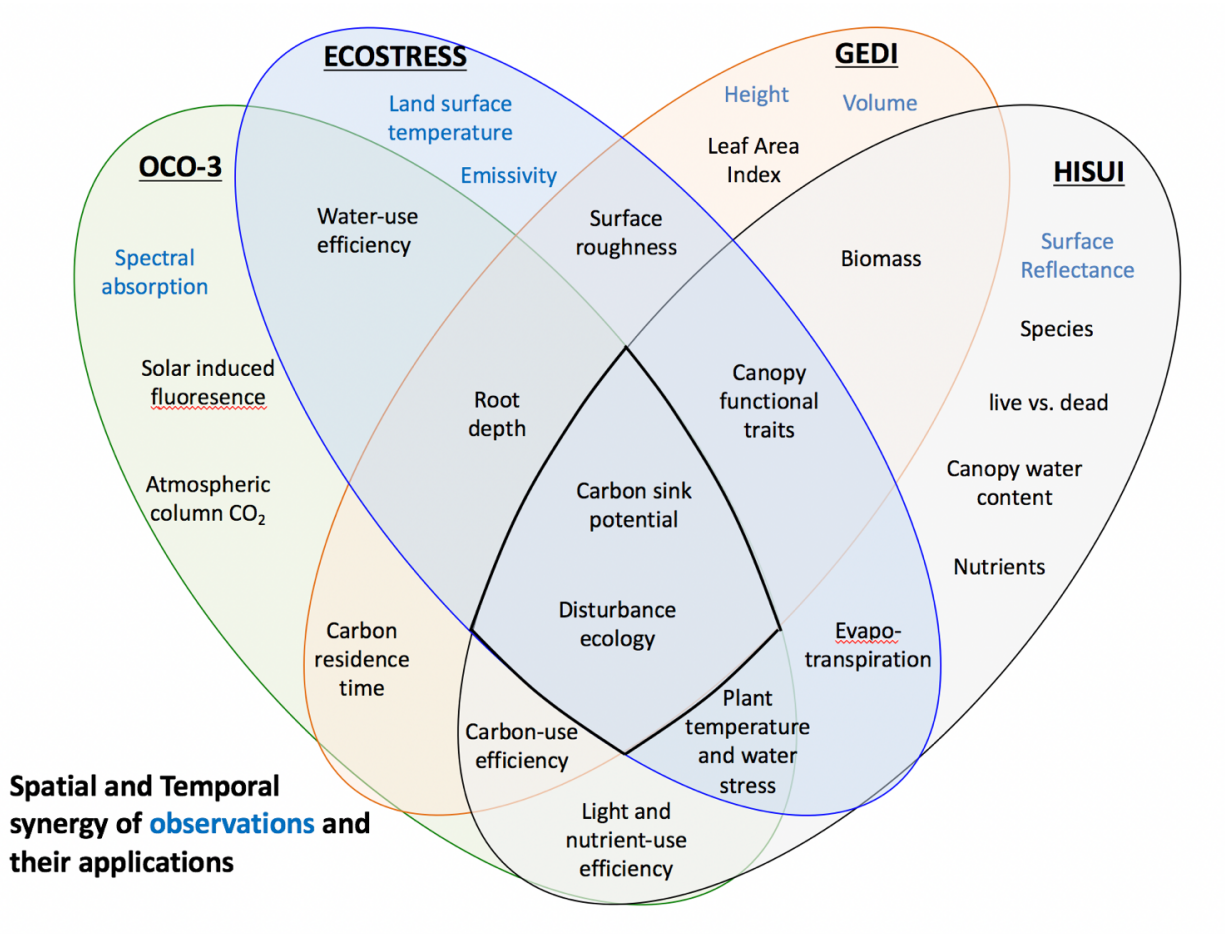 ECOSTRESS
GEDI
Land surface
temperature
Emissivity
Height
Volume
Leaf Area
Index
OCO-3
HISUI
Water-use
efficiency
Surface
roughness
Biomass
Surface
Reflectance
Spectral
absorption
Species
Solar induced
fluoresence
Root
depth
Canopy
functional
traits
live vs. dead
Atmospheric
column CO₂
Carbon sink
potential
Canopy water
content
Nutrients
Disturbance
ecology
Carbon
residence
time
Evapo-
transpiration
Carbon-use
efficiency
Plant
temperature
and water
stress
Light and
nutrient-use
efficiency
Spatial and Temporal
synergy of observations and
their applications